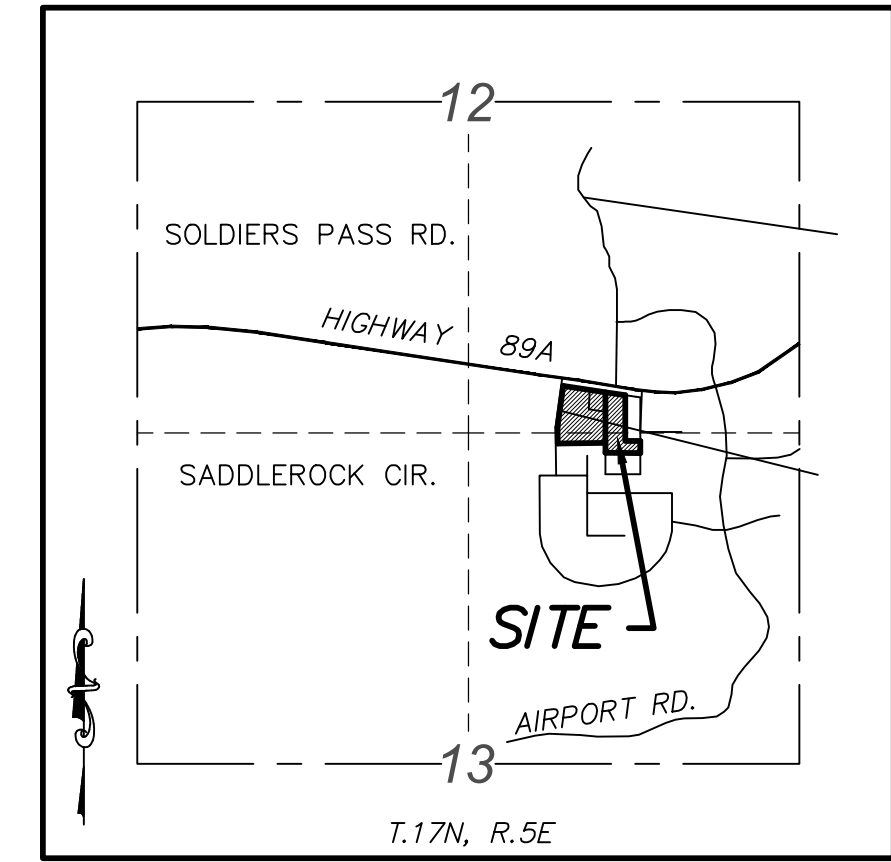 12
SOLDIERS PASS RD.
HIGHWAY 89A
SADDLEROCK CIR.
SITE
AIRPORT RD.
13
T.17N, R.5E